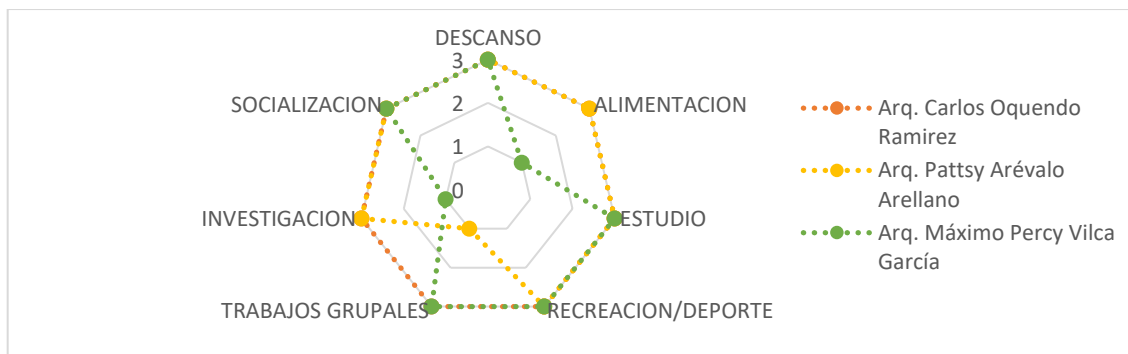 DESCANSO
3
SOCIALIZACION
ALIMENTACION
2
1
0
INVESTIGACION
ESTUDIO
TRABAJOS GRUPALES
RECREACION/DEPORTE
Arq. Carlos Oquendo
Ramirez
Arq. Pattsy Arévalo
Arellano
Arq. Máximo Percy Vilca
García